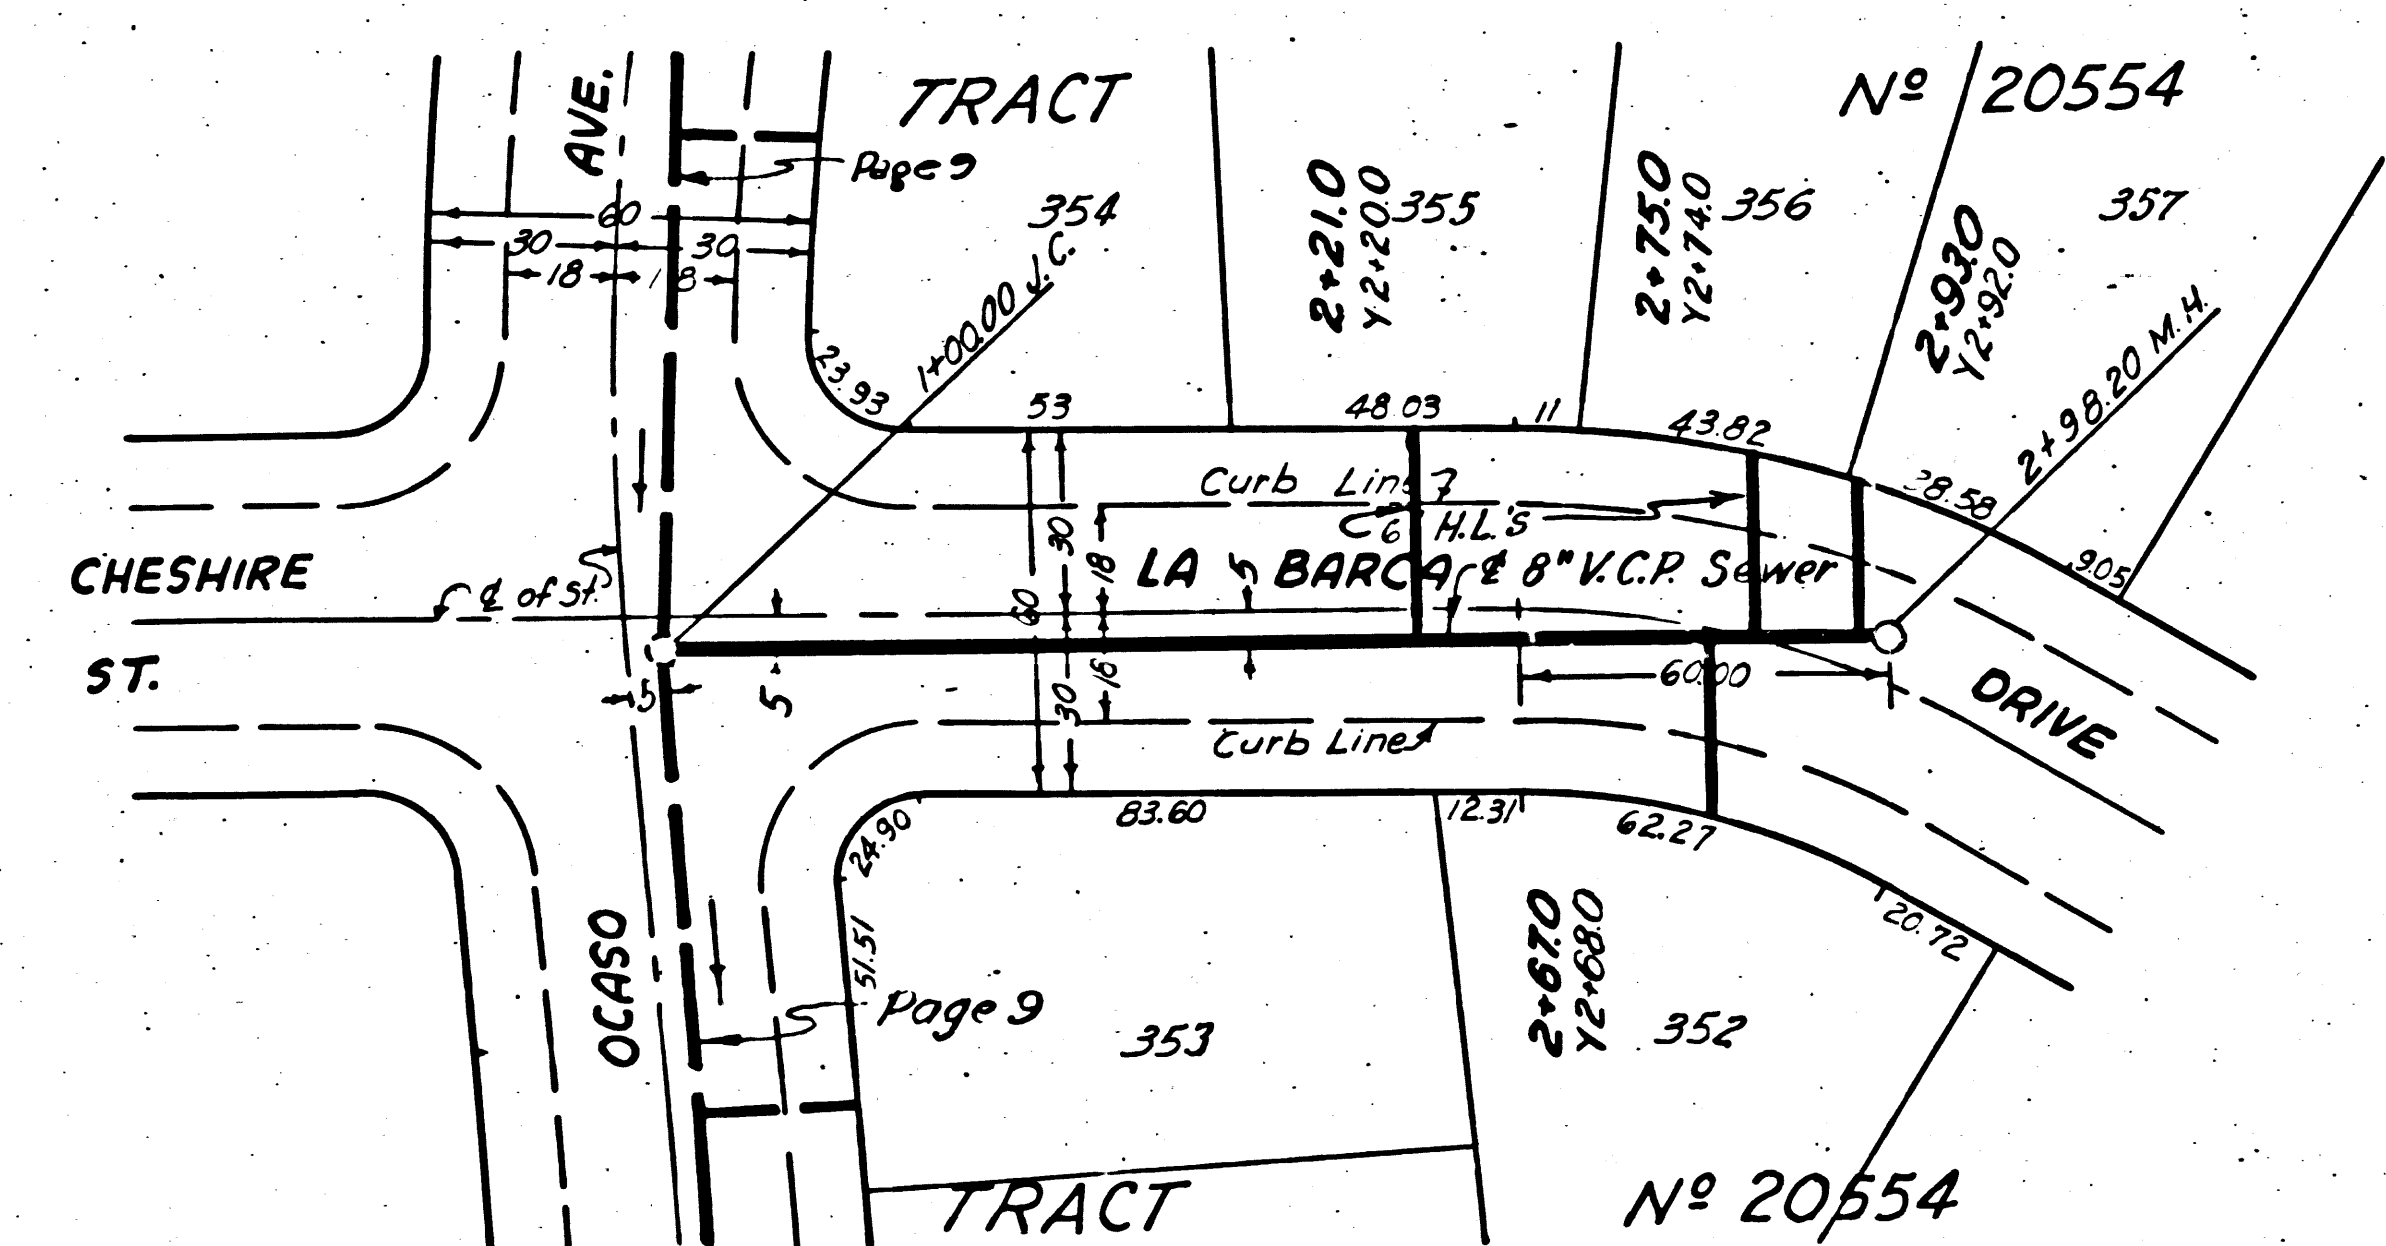 TRACT
Nº 20554
AVE.
Page 9
354
2+21.0
Y2+20.0
355
2+75.0
Y2+74.0
356
2+93.0
Y2+92.0
357
60
30
30
18
18
1+00.00 J.C.
2+98.20 M.H.
23.93
53
48.03
11
43.82
28.58
9.05
Curb Line
7
6
H.L.'S
30
18
60
CHESHIRE
ST.
℄ of St.
LA BARCA
5
℄ 8" V.C.P. Sewer
5
5
30
60.00
DRIVE
Curb Line
24.90
83.60
12.31
62.27
20.72
51.51
OCASO
Page 9
353
2+67.0
Y2+68.0
352
TRACT
Nº 20554